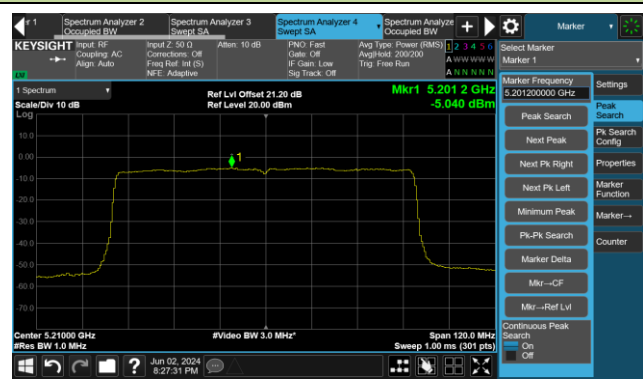 r 1
Spectrum Analyzer 2
Occupied BW
Spectrum Analyzer 3
Swept SA
Spectrum Analyzer 4
Swept SA
Spectrum Analyze
Occupied BW
+
Marker
KEYSIGHT
Input: RF
Coupling: AC
Align: Auto
Input Z: 50 Ω
Corrections: Off
Freq Ref: Int (S)
NFE: Adaptive
Atten: 10 dB
PNO: Fast
Gate: Off
IF Gain: Low
Sig Track: Off
Avg Type: Power (RMS)
Avg|Hold: 200/200
Trig: Free Run
1 2 3 4 5 6
A W W W W W
A N N N N N
Select Marker
Marker 1
1 Spectrum
Scale/Div 10 dB
Log
Ref Lvl Offset 21.20 dB
Ref Level 20.00 dBm
Mkr1 5.201 2 GHz
-5.040 dBm
10.0
0.00
-10.0
-20.0
-30.0
-40.0
-50.0
-60.0
-70.0
1
Center 5.21000 GHz
#Res BW 1.0 MHz
#Video BW 3.0 MHz*
Span 120.0 MHz
Sweep 1.00 ms (301 pts)
Marker Frequency
5.201200000 GHz
Peak Search
Next Peak
Next Pk Right
Next Pk Left
Minimum Peak
Pk-Pk Search
Marker Delta
Mkr→CF
Mkr→Ref Lvl
Continuous Peak
Search
On
Off
Settings
Peak
Search
Pk Search
Config
Properties
Marker
Function
Marker→
Counter
?
Jun 02, 2024
8:27:31 PM